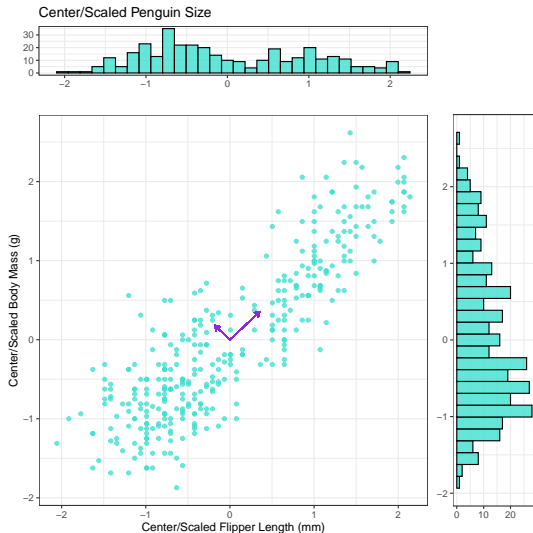 Center/Scaled Penguin Size
30
20
10
0
−2 −1 0 1 2
Center/Scaled Body Mass (g)
2
1
0
−1
−2
−2 −1 0 1 2
Center/Scaled Flipper Length (mm)
2
1
0
−1
−2
0 10 20